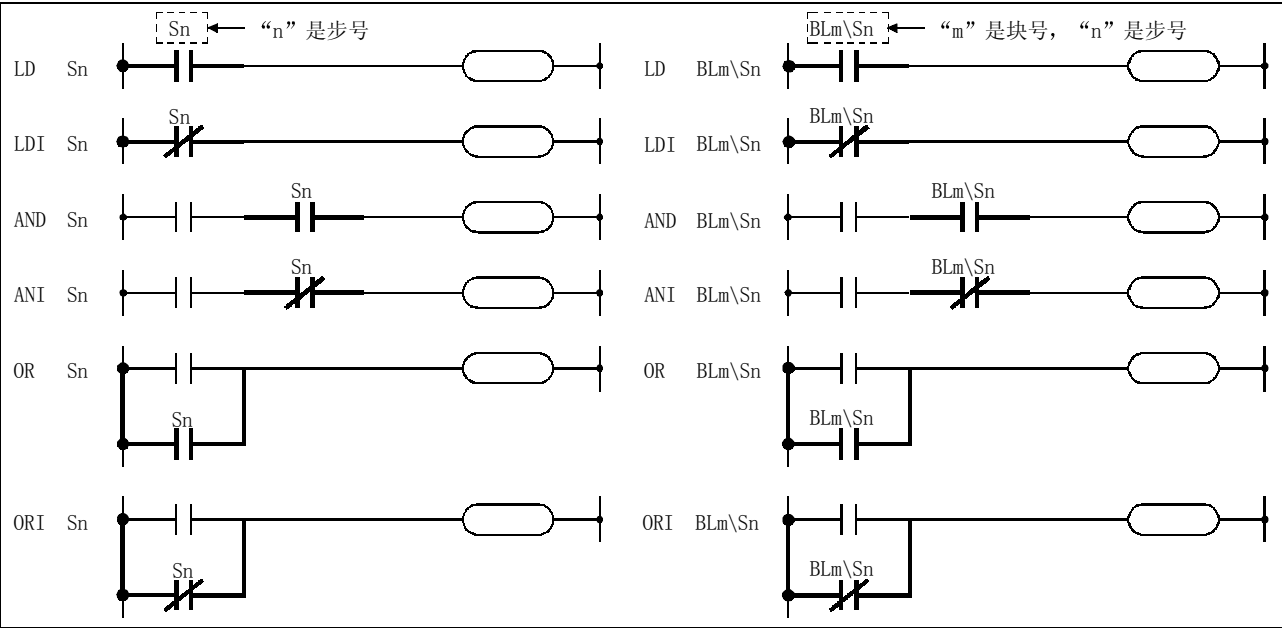 Sn “n”是步号
LD Sn
Sn
LDI Sn
Sn
AND Sn
Sn
ANI Sn
OR Sn
Sn
ORI Sn
Sn
BLm\Sn “m”是块号，“n”是步号
LD BLm\Sn
BLm\Sn
LDI BLm\Sn
BLm\Sn
AND BLm\Sn
BLm\Sn
ANI BLm\Sn
OR BLm\Sn
BLm\Sn
ORI BLm\Sn
BLm\Sn